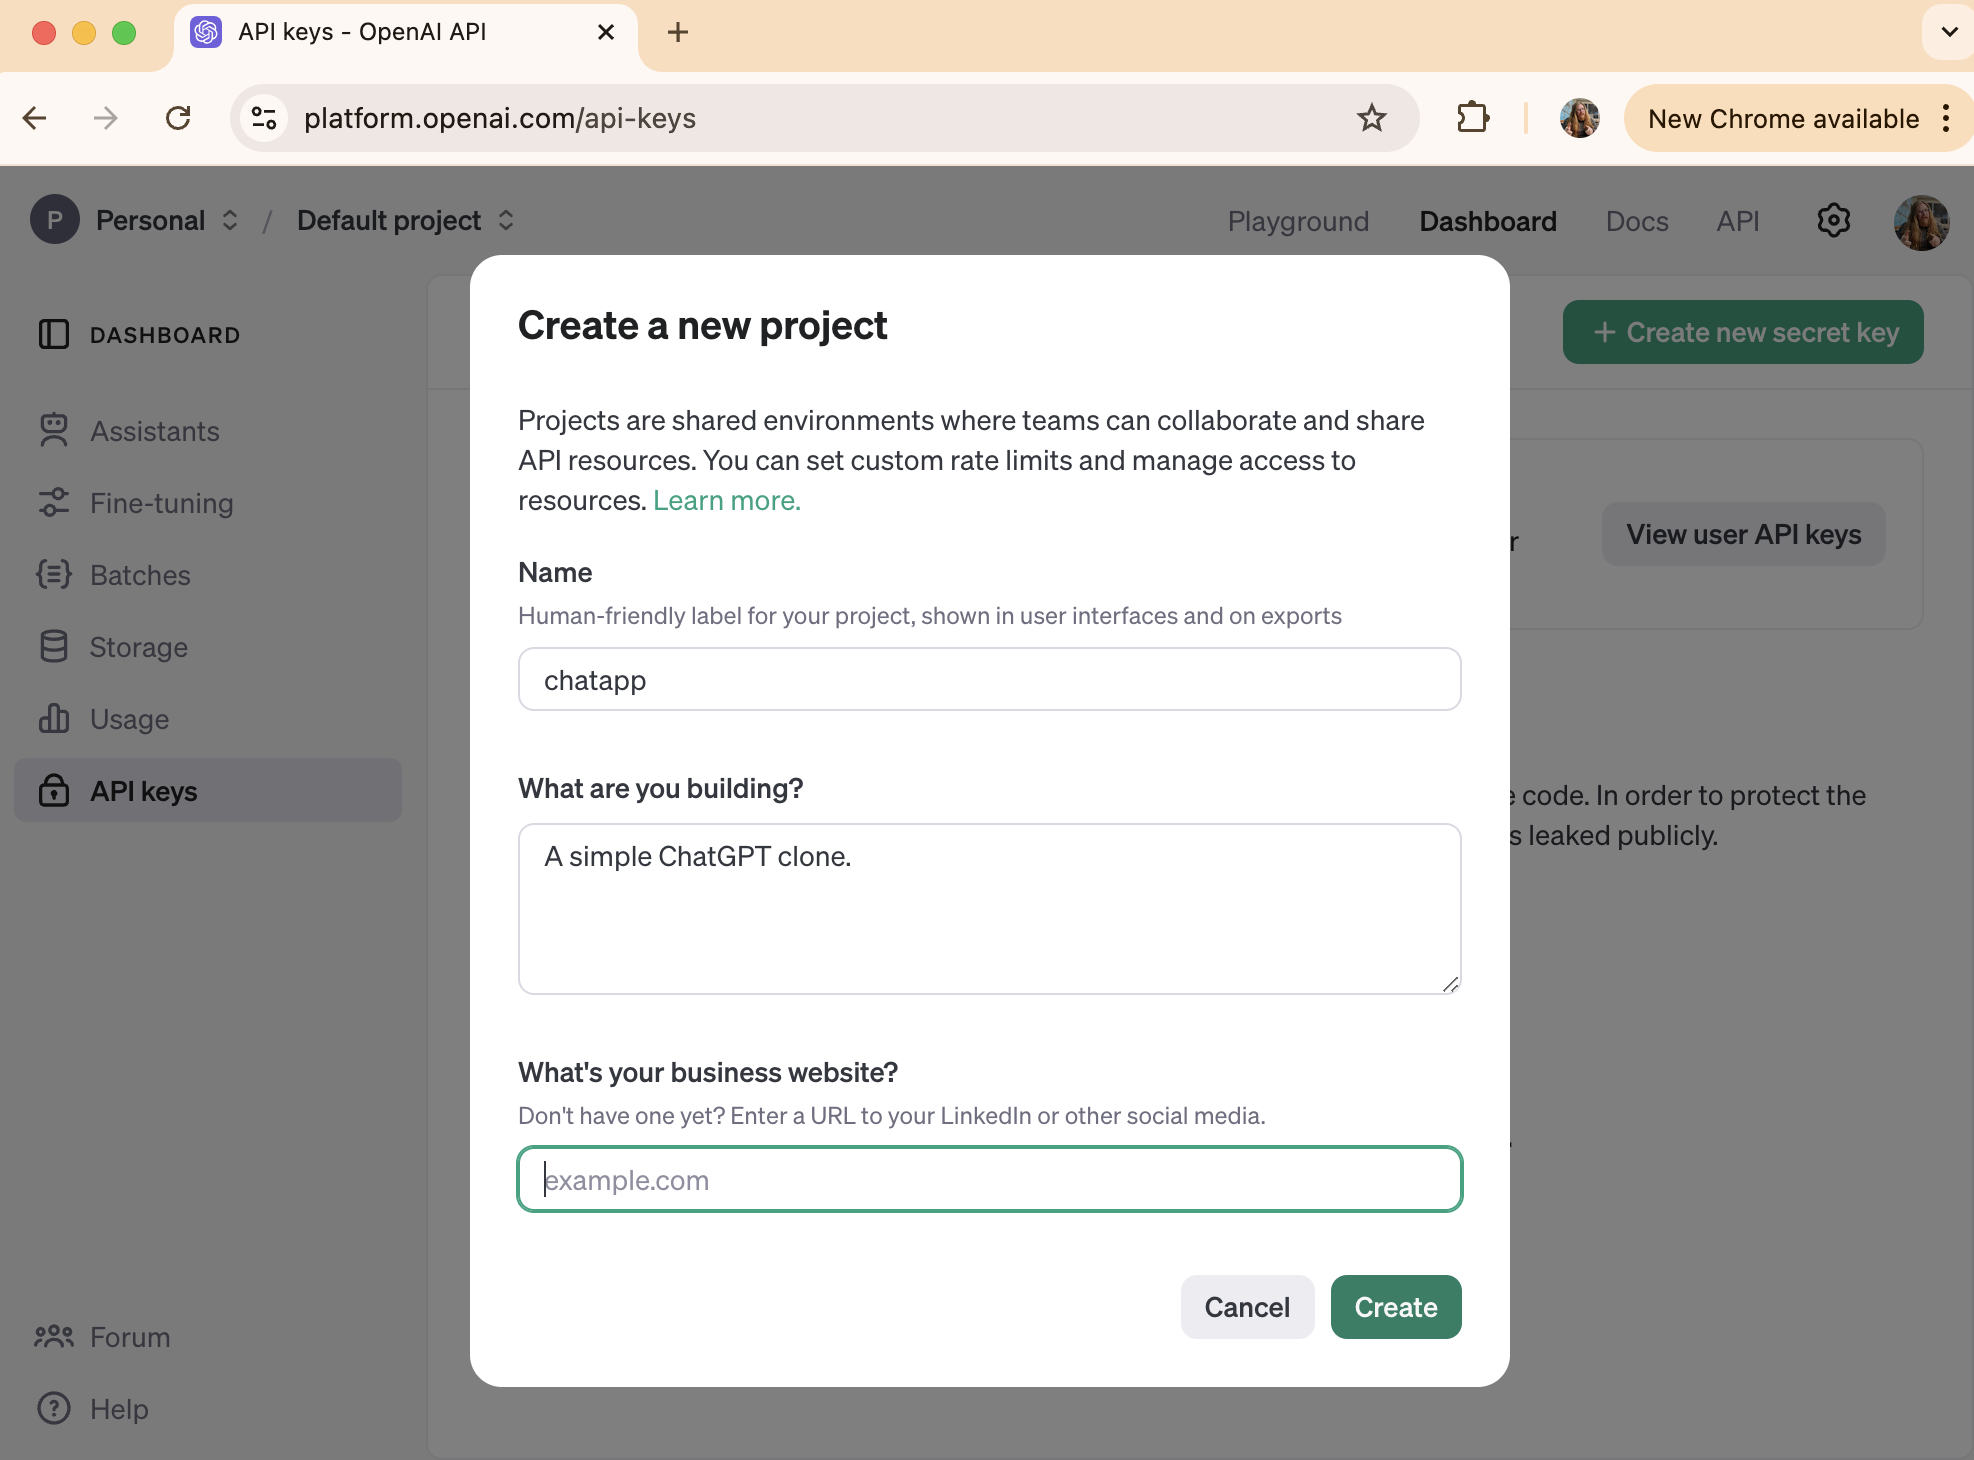 API keys - OpenAI API
platform.openai.com/api-keys
New Chrome available
P Personal / Default project
Playground Dashboard Docs API
DASHBOARD
Assistants
Fine-tuning
Batches
Storage
Usage
API keys
Forum
Help
+ Create new secret key
View user API keys
code. In order to protect the
leaked publicly.
Create a new project
Projects are shared environments where teams can collaborate and share
API resources. You can set custom rate limits and manage access to
resources. Learn more.
Name
Human-friendly label for your project, shown in user interfaces and on exports
chatapp
What are you building?
A simple ChatGPT clone.
What's your business website?
Don't have one yet? Enter a URL to your LinkedIn or other social media.
example.com
Cancel
Create